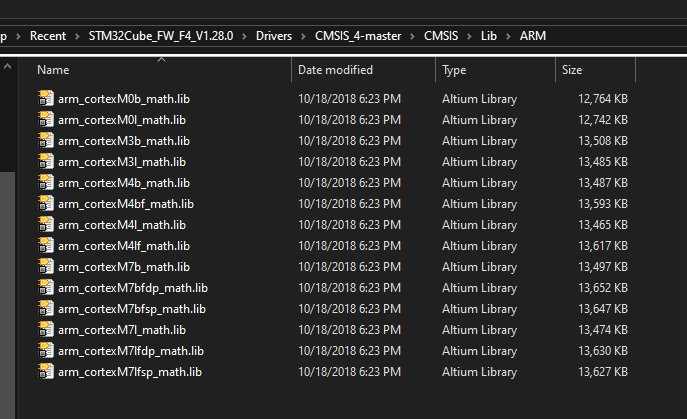 p > Recent > STM32Cube_FW_F4_V1.28.0 > Drivers > CMSIS_4-master > CMSIS > Lib > ARM
Name Date modified Type Size
arm_cortexM0b_math.lib 10/18/2018 6:23 PM Altium Library 12,764 KB
arm_cortexM0l_math.lib 10/18/2018 6:23 PM Altium Library 12,742 KB
arm_cortexM3b_math.lib 10/18/2018 6:23 PM Altium Library 13,508 KB
arm_cortexM3l_math.lib 10/18/2018 6:23 PM Altium Library 13,485 KB
arm_cortexM4b_math.lib 10/18/2018 6:23 PM Altium Library 13,487 KB
arm_cortexM4bf_math.lib 10/18/2018 6:23 PM Altium Library 13,593 KB
arm_cortexM4l_math.lib 10/18/2018 6:23 PM Altium Library 13,465 KB
arm_cortexM4lf_math.lib 10/18/2018 6:23 PM Altium Library 13,617 KB
arm_cortexM7b_math.lib 10/18/2018 6:23 PM Altium Library 13,497 KB
arm_cortexM7bfdp_math.lib 10/18/2018 6:23 PM Altium Library 13,652 KB
arm_cortexM7bfsp_math.lib 10/18/2018 6:23 PM Altium Library 13,647 KB
arm_cortexM7l_math.lib 10/18/2018 6:23 PM Altium Library 13,474 KB
arm_cortexM7lfdp_math.lib 10/18/2018 6:23 PM Altium Library 13,630 KB
arm_cortexM7lfsp_math.lib 10/18/2018 6:23 PM Altium Library 13,627 KB